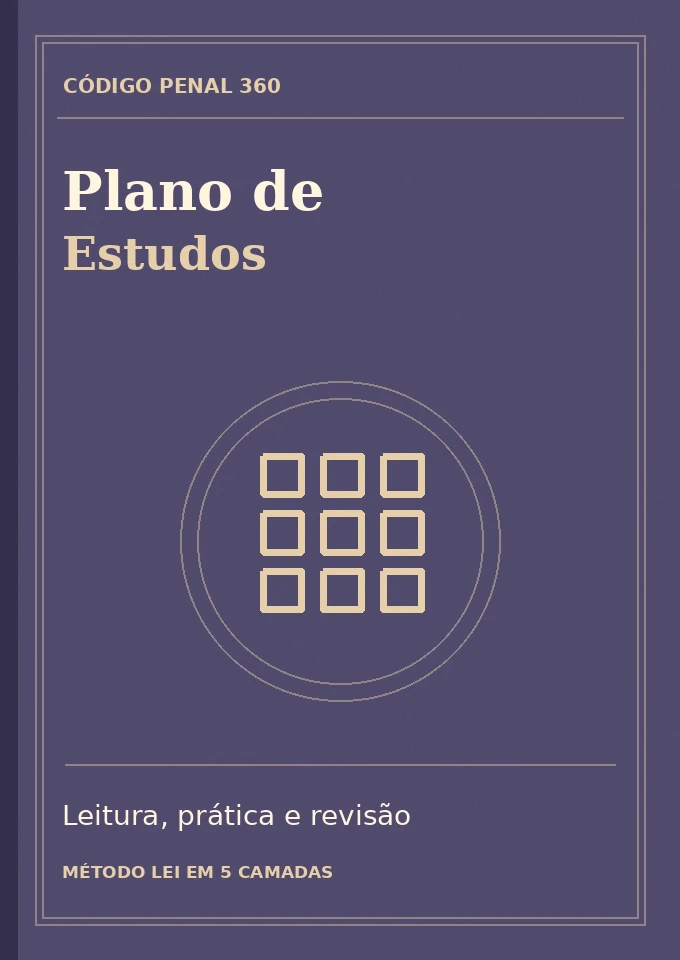 CÓDIGO PENAL 360
Plano de
Estudos
Leitura, prática e revisão
MÉTODO LEI EM 5 CAMADAS